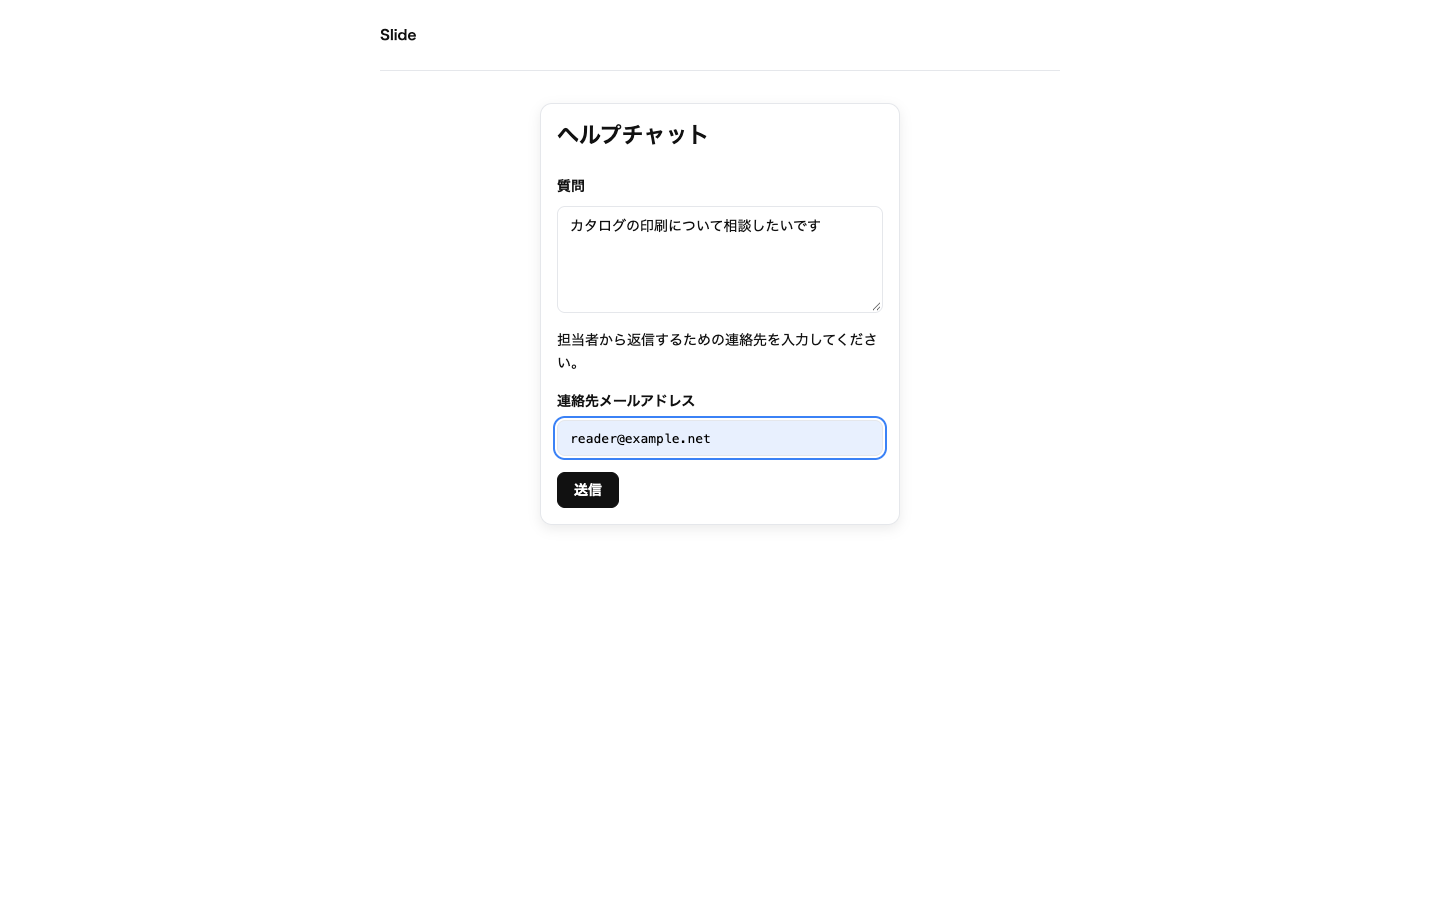 Slide
ヘルプチャット
質問
カタログの印刷について相談したいです
担当者から返信するための連絡先を入力してくださ
い。
連絡先メールアドレス
reader@example.net
送信